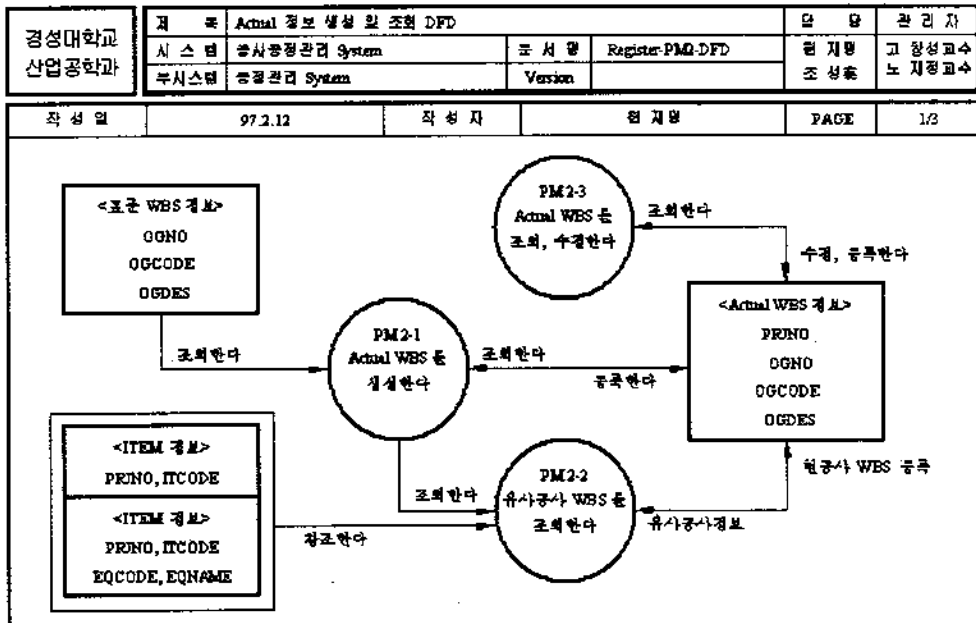 경성대학교
산업공학과
제 목 Actual 정보 생성 및 조회 DFD 담 당 관 리 자
시 스 템 공사공정관리 System 문 서 명 Register-PM2-DFD 현 지명 고 창성교수
부시스템 공정관리 System Version 조 성 노 재정교수
작 성 일 97.2.12 작 성 자 현 지명 PAGE 1/3
<표준 WBS 정보>
OGNO
OGCODE
OGDES
PM2-3
Actual WBS 를
조회, 수정한다
조회한다
수정, 등록한다
<Actual WBS 정보>
PRJNO
OGNO
OGCODE
OGDES
PM2-1
Actual WBS 를
생성한다
조회한다
조회한다
등록한다
<ITEM 정보>
PRJNO, ITCODE
<ITEM 정보>
PRJNO, ITCODE
EQCODE, EQNAME
조회한다
참조한다
PM2-2
유사공사 WBS 를
조회한다
유사공사정보
현공사 WBS 등록